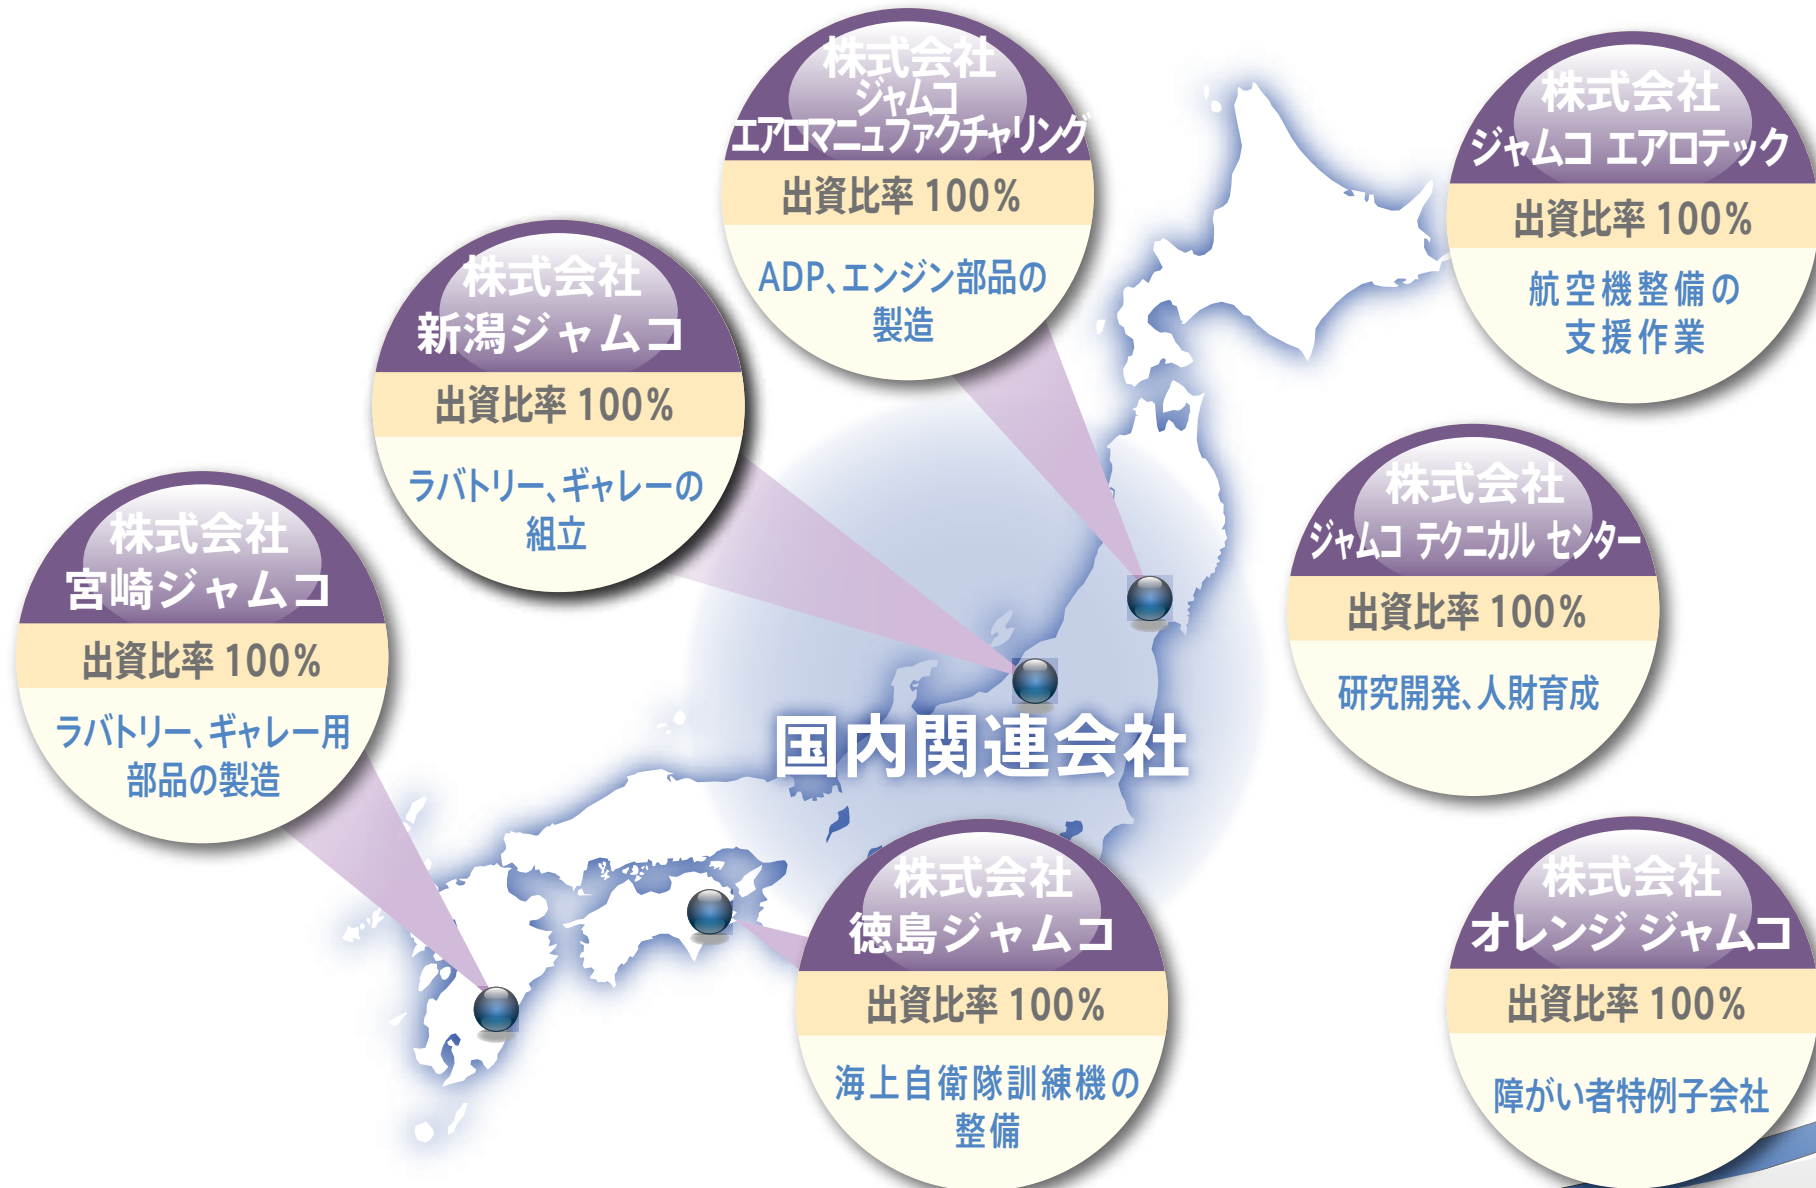 株式会社
ジャムコ
エアロマニュファクチャリング
出資比率 100%
ADP、エンジン部品の
製造
株式会社
ジャムコ エアロテック
出資比率 100%
航空機整備の
支援作業
株式会社
新潟ジャムコ
出資比率 100%
ラバトリー、ギャレーの
組立
株式会社
ジャムコ テクニカル センター
出資比率 100%
研究開発、人財育成
株式会社
宮崎ジャムコ
出資比率 100%
ラバトリー、ギャレー用
部品の製造
国内関連会社
株式会社
徳島ジャムコ
出資比率 100%
海上自衛隊訓練機の
整備
株式会社
オレンジ ジャムコ
出資比率 100%
障がい者特例子会社